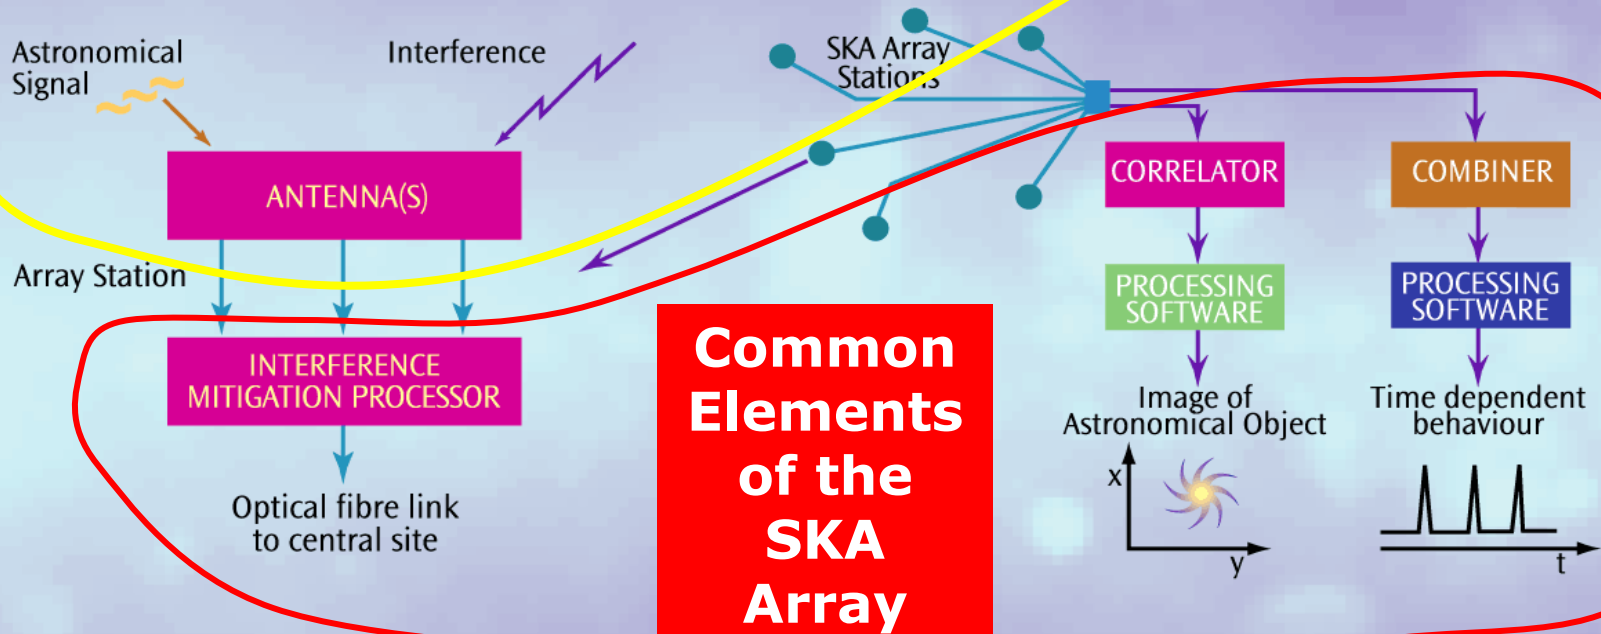 Astronomical
Signal
Interference
ANTENNA(S)
Array Station
INTERFERENCE
MITIGATION PROCESSOR
Optical fibre link
to central site
SKA Array
Stations
Common
Elements
of the
SKA
Array
CORRELATOR
PROCESSING
SOFTWARE
Image of
Astronomical Object
x
y
COMBINER
PROCESSING
SOFTWARE
Time dependent
behaviour
t